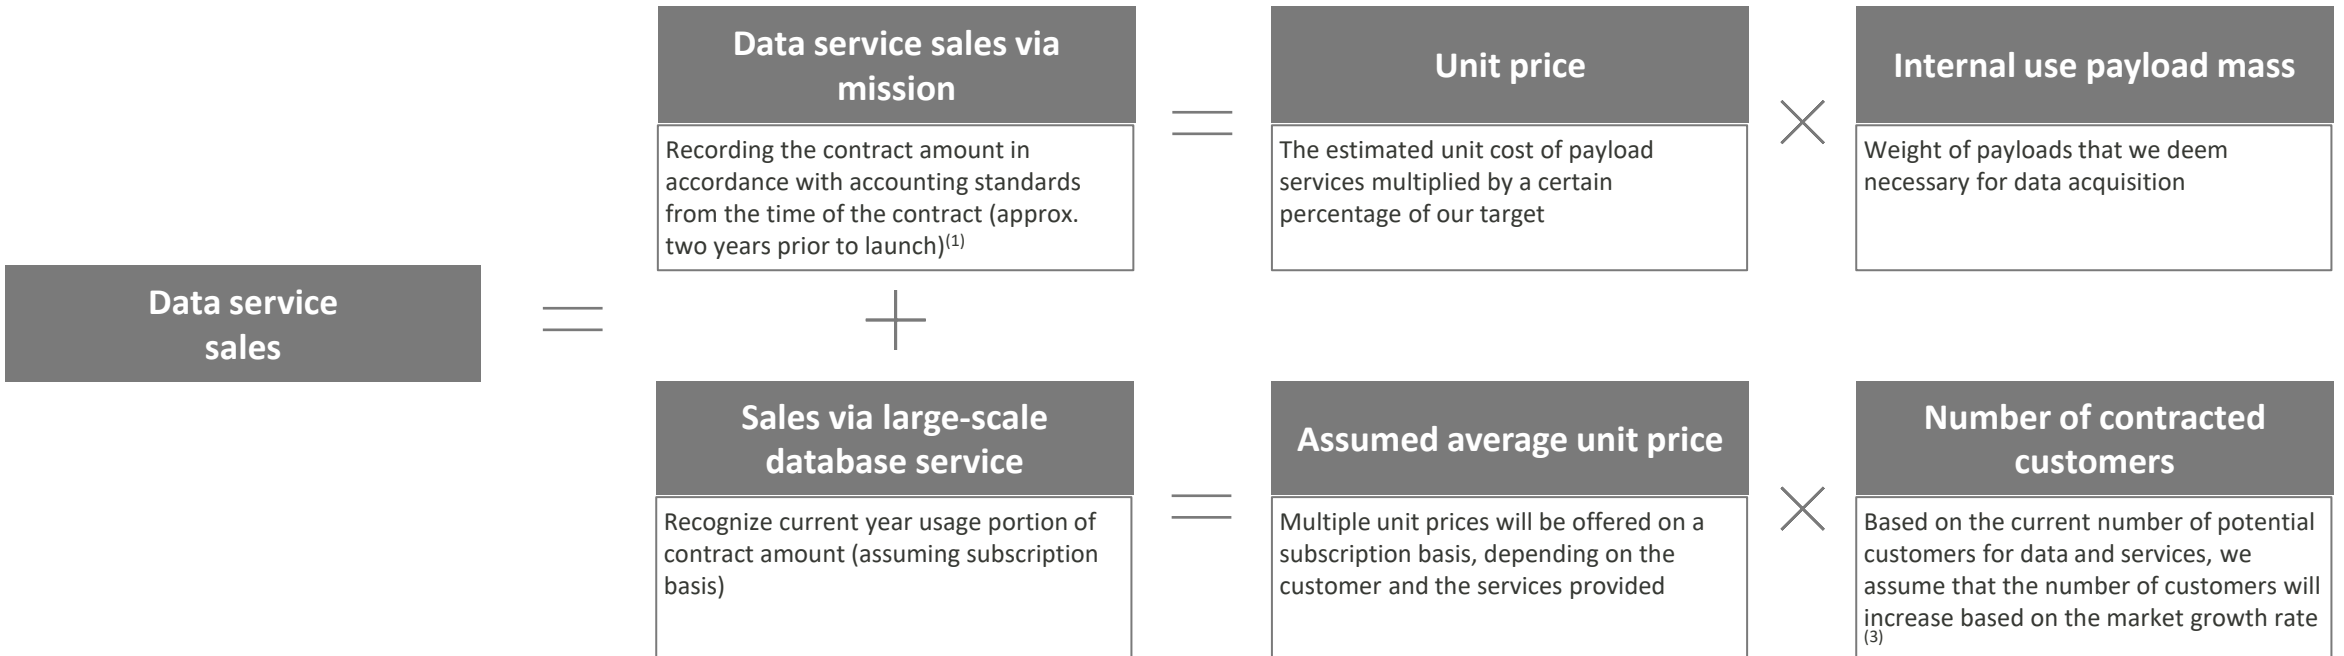 Data service sales via
mission
Recording the contract amount in
accordance with accounting standards
from the time of the contract (approx.
two years prior to launch)(1)
Unit price
The estimated unit cost of payload
services multiplied by a certain
percentage of our target
Internal use payload mass
Weight of payloads that we deem
necessary for data acquisition
Data service
sales
Sales via large-scale
database service
Recognize current year usage portion of
contract amount (assuming subscription
basis)
Assumed average unit price
Multiple unit prices will be offered on a
subscription basis, depending on the
customer and the services provided
Number of contracted
customers
Based on the current number of potential
customers for data and services, we
assume that the number of customers will
increase based on the market growth rate
(3)